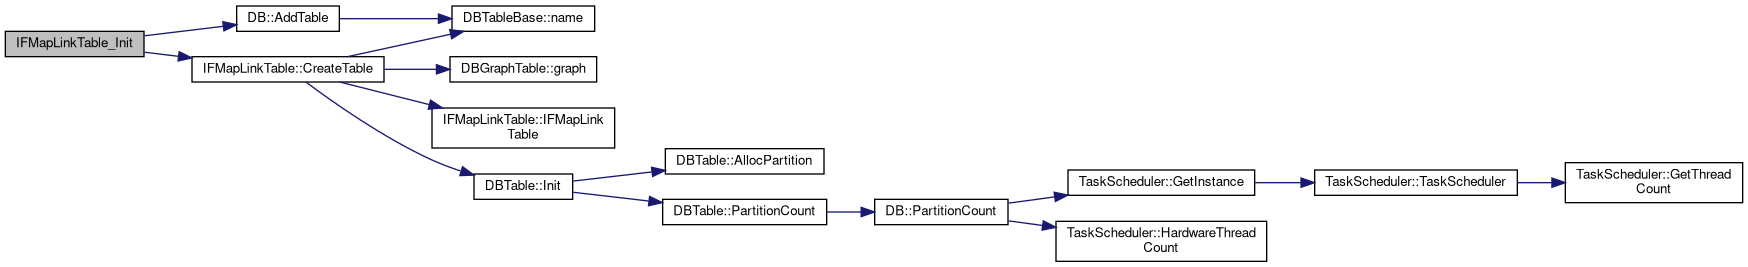 IFMapLinkTable_Init
DB::AddTable
IFMapLinkTable::CreateTable
DBTableBase::name
DBGraphTable::graph
IFMapLinkTable::IFMapLink
Table
DBTable::Init
DBTable::AllocPartition
DBTable::PartitionCount
DB::PartitionCount
TaskScheduler::GetInstance
TaskScheduler::HardwareThread
Count
TaskScheduler::TaskScheduler
TaskScheduler::GetThread
Count